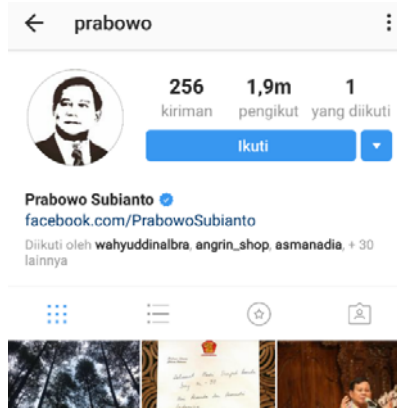 prabowo
256 1,9m 1
kiriman pengikut yang diikuti
Ikuti
Prabowo Subianto
facebook.com/PrabowoSubianto
Diikuti oleh wahyuddinalbra, angrin_shop, asmanadia, + 30
lainnya